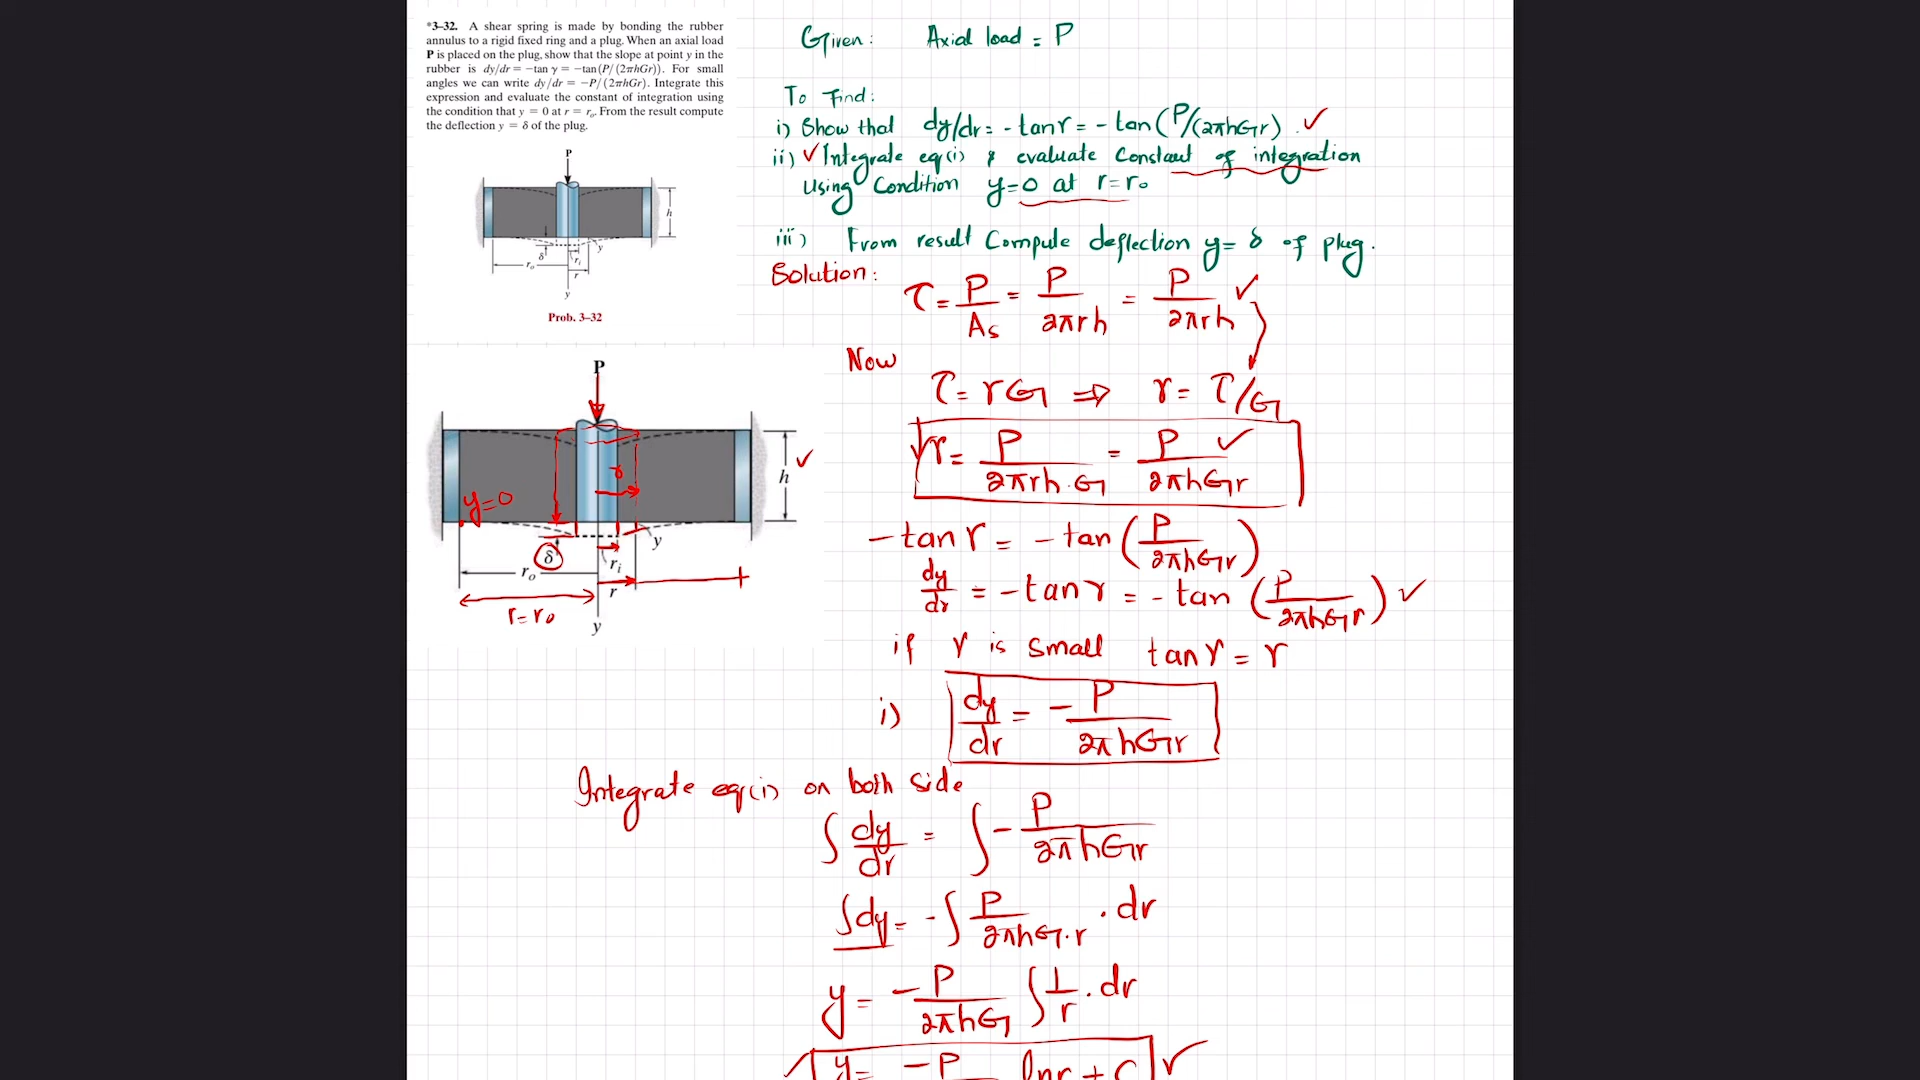 *3–32. A shear spring is made by bonding the rubber
annulus to a rigid fixed ring and a plug. When an axial load
P is placed on the plug, show that the slope at point y in the
rubber is dy/dr = −tan γ = −tan(P/(2πhGr)). For small
angles we can write dy/dr = −P/(2πhGr). Integrate this
expression and evaluate the constant of integration using
the condition that y = 0 at r = rₒ. From the result compute
the deflection y = δ of the plug.
P
h
y
δ
rᵢ
rₒ
r
y
Prob. 3–32
P
h ✓
r
y=0
δ
rₒ
rᵢ
y
r
r=r₀
y
Given: Axial load = P
To Find:
i) Show that dy/dr = -tanγ = -tan(P/(2πhGr). ✓
ii) ✓ Integrate eq(i) & evaluate Constant of integration
Using Condition y=0 at r=r₀
iii) From result Compute deflection y= δ of plug.
Solution:
τ = P/As = P/2πrh = P/2πrh ✓
Now
τ = γG ⇒ γ = τ/G
γ = P/2πrh·G = P/2πhGr ✓
-tanγ = -tan(P/2πhGr)
dy/dr = -tanγ = -tan(P/2πhGr) ✓
if γ is small tanγ = γ
i) dy/dr = -P/2πhGr
Integrate eq(i) on both side
∫dy/dr = ∫-P/2πhGr
∫dy = -∫P/2πhG·r · dr
y = -P/2πhG ∫1/r · dr
y = -P lnr + C ✓